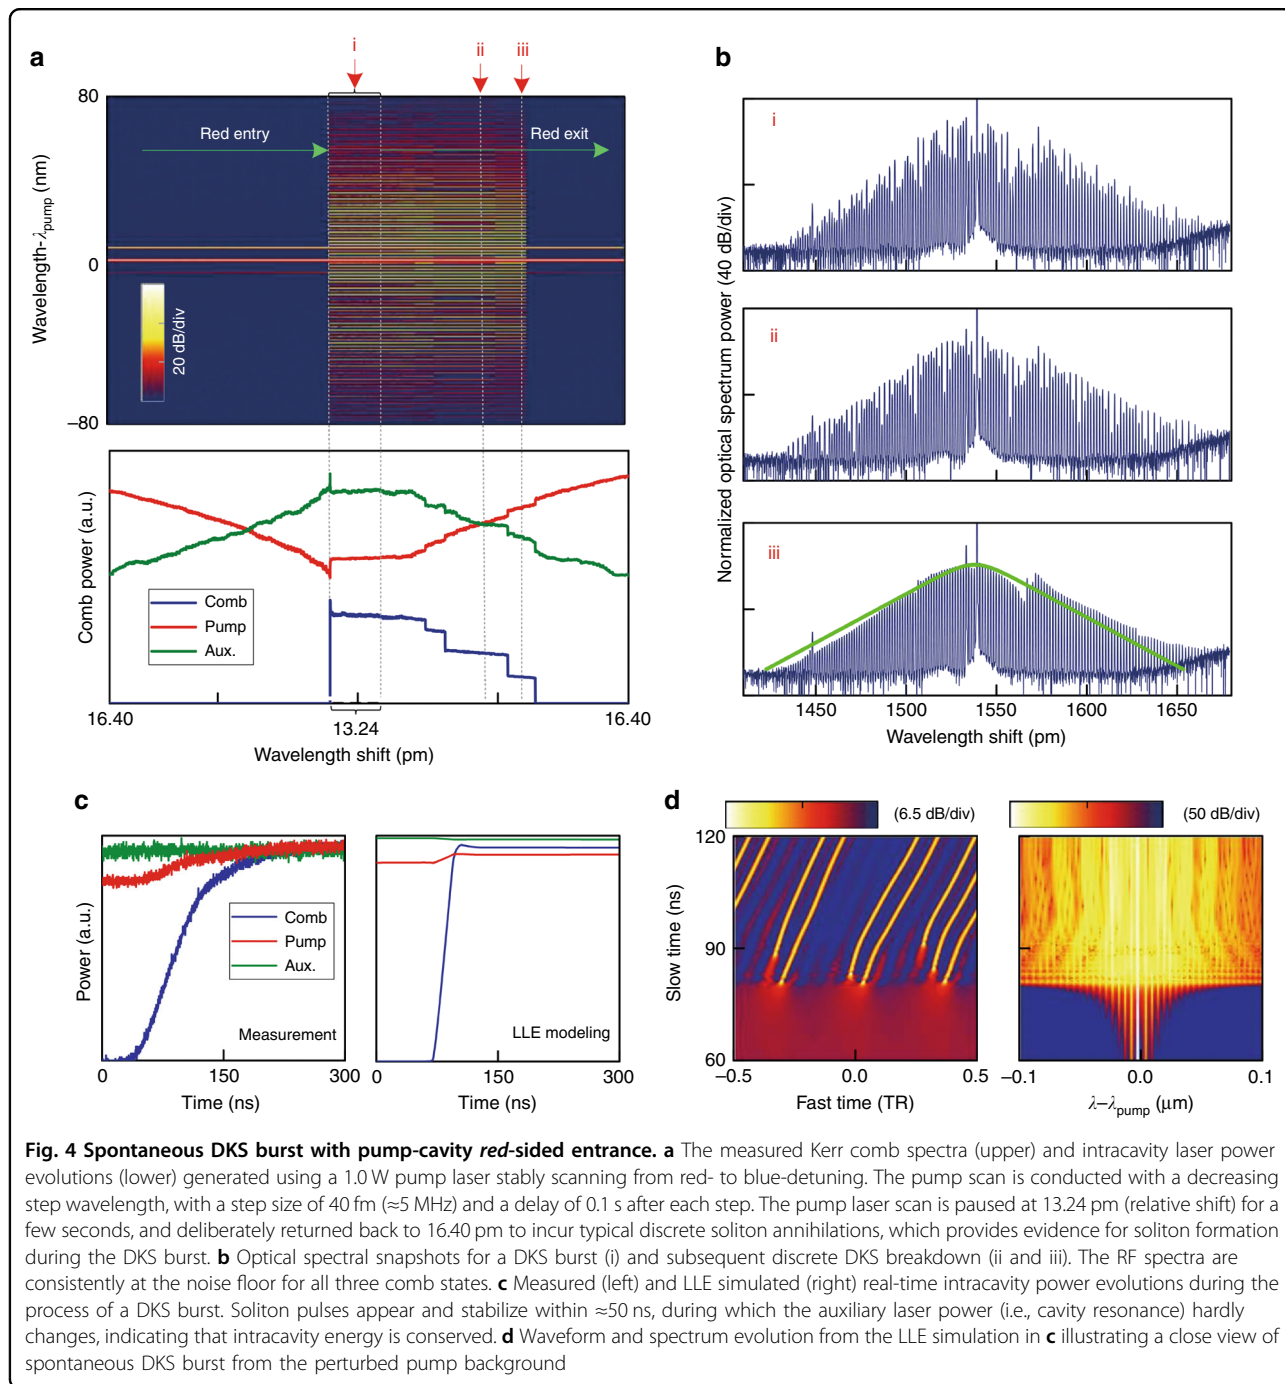 a
i
ii
iii
80
Red entry
Red exit
Wavelength-λpump (nm)
0
20 dB/div
−80
Comb power (a.u.)
Comb
Pump
Aux.
16.40
13.24
16.40
Wavelength shift (pm)
b
i
ii
iii
Normalized optical spectrum power (40 dB/div)
1450
1500
1550
1600
1650
Wavelength shift (pm)
c
Power (a.u.)
Comb
Pump
Aux.
Measurement
LLE modeling
0
150
300
0
150
300
Time (ns)
Time (ns)
d
(6.5 dB/div)
(50 dB/div)
120
Slow time (ns)
90
60
−0.5
0.0
0.5
−0.1
0.0
0.1
Fast time (TR)
λ−λpump (μm)
Fig. 4 Spontaneous DKS burst with pump-cavity red-sided entrance. a The measured Kerr comb spectra (upper) and intracavity laser power
evolutions (lower) generated using a 1.0 W pump laser stably scanning from red- to blue-detuning. The pump scan is conducted with a decreasing
step wavelength, with a step size of 40 fm (≈5 MHz) and a delay of 0.1 s after each step. The pump laser scan is paused at 13.24 pm (relative shift) for a
few seconds, and deliberately returned back to 16.40 pm to incur typical discrete soliton annihilations, which provides evidence for soliton formation
during the DKS burst. b Optical spectral snapshots for a DKS burst (i) and subsequent discrete DKS breakdown (ii and iii). The RF spectra are
consistently at the noise floor for all three comb states. c Measured (left) and LLE simulated (right) real-time intracavity power evolutions during the
process of a DKS burst. Soliton pulses appear and stabilize within ≈50 ns, during which the auxiliary laser power (i.e., cavity resonance) hardly
changes, indicating that intracavity energy is conserved. d Waveform and spectrum evolution from the LLE simulation in c illustrating a close view of
spontaneous DKS burst from the perturbed pump background